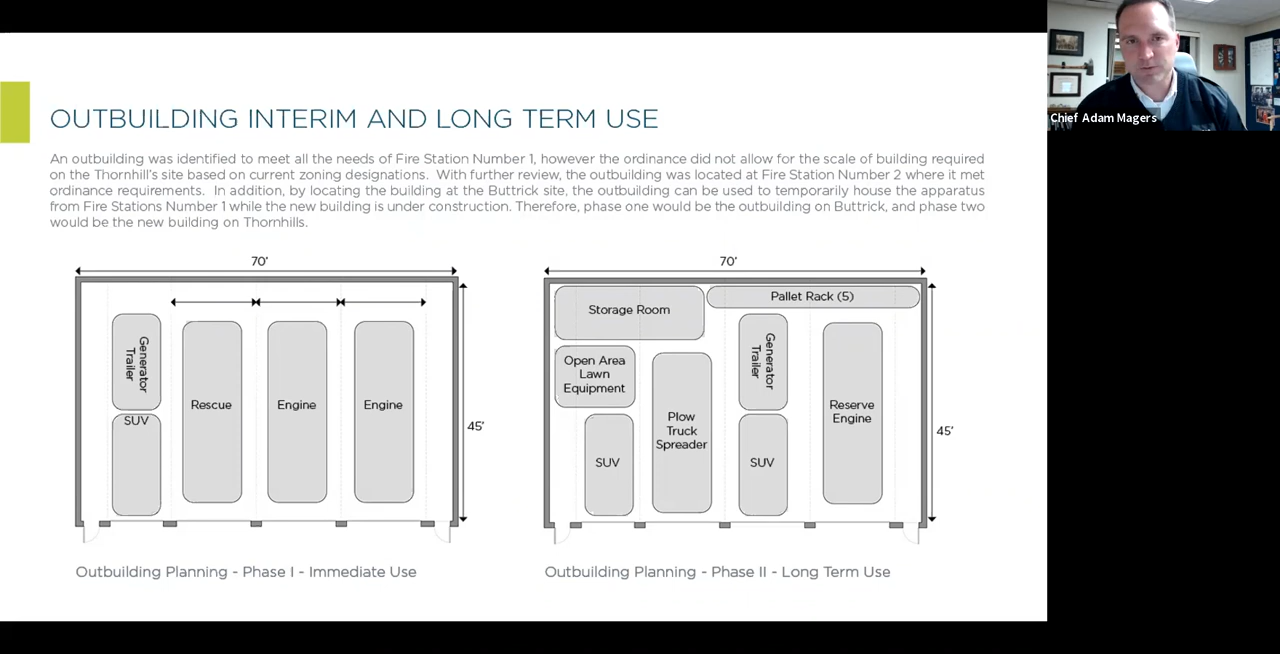 OUTBUILDING INTERIM AND LONG TERM USE
An outbuilding was identified to meet all the needs of Fire Station Number 1, however the ordinance did not allow for the scale of building required
on the Thornhill's site based on current zoning designations. With further review, the outbuilding was located at Fire Station Number 2 where it met
ordinance requirements. In addition, by locating the building at the Buttrick site, the outbuilding can be used to temporarily house the apparatus
from Fire Stations Number 1 while the new building is under construction. Therefore, phase one would be the outbuilding on Buttrick, and phase two
would be the new building on Thornhills.
70'
Generator
Trailer
SUV
Rescue
Engine
Engine
45'
Outbuilding Planning - Phase I - Immediate Use
70'
Storage Room
Pallet Rack (5)
Open Area
Lawn
Equipment
SUV
Plow
Truck
Spreader
Generator
Trailer
SUV
Reserve
Engine
45'
Outbuilding Planning - Phase II - Long Term Use
Chief Adam Magers